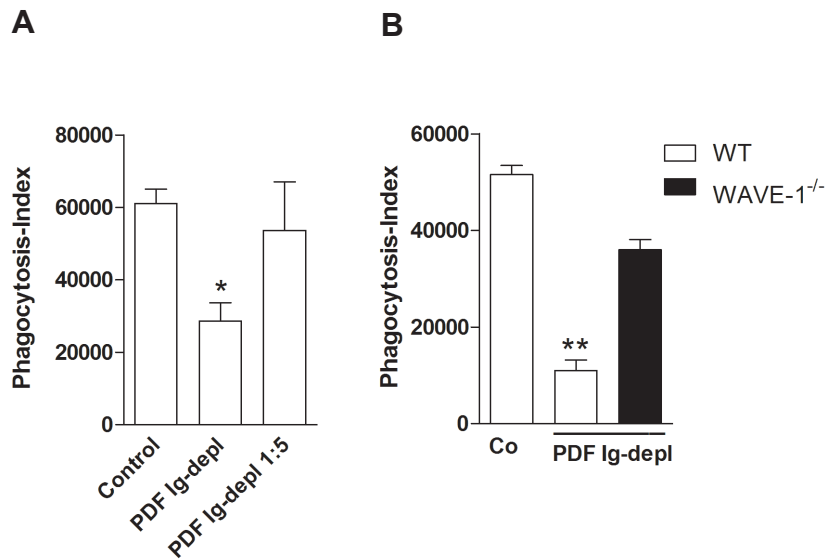 A
Phagocytosis-Index
80000
60000
40000
20000
0
*
Control
PDF Ig-depl
PDF Ig-depl 1:5
B
Phagocytosis-Index
60000
40000
20000
0
**
Co
PDF Ig-depl
WT
WAVE-1-/-